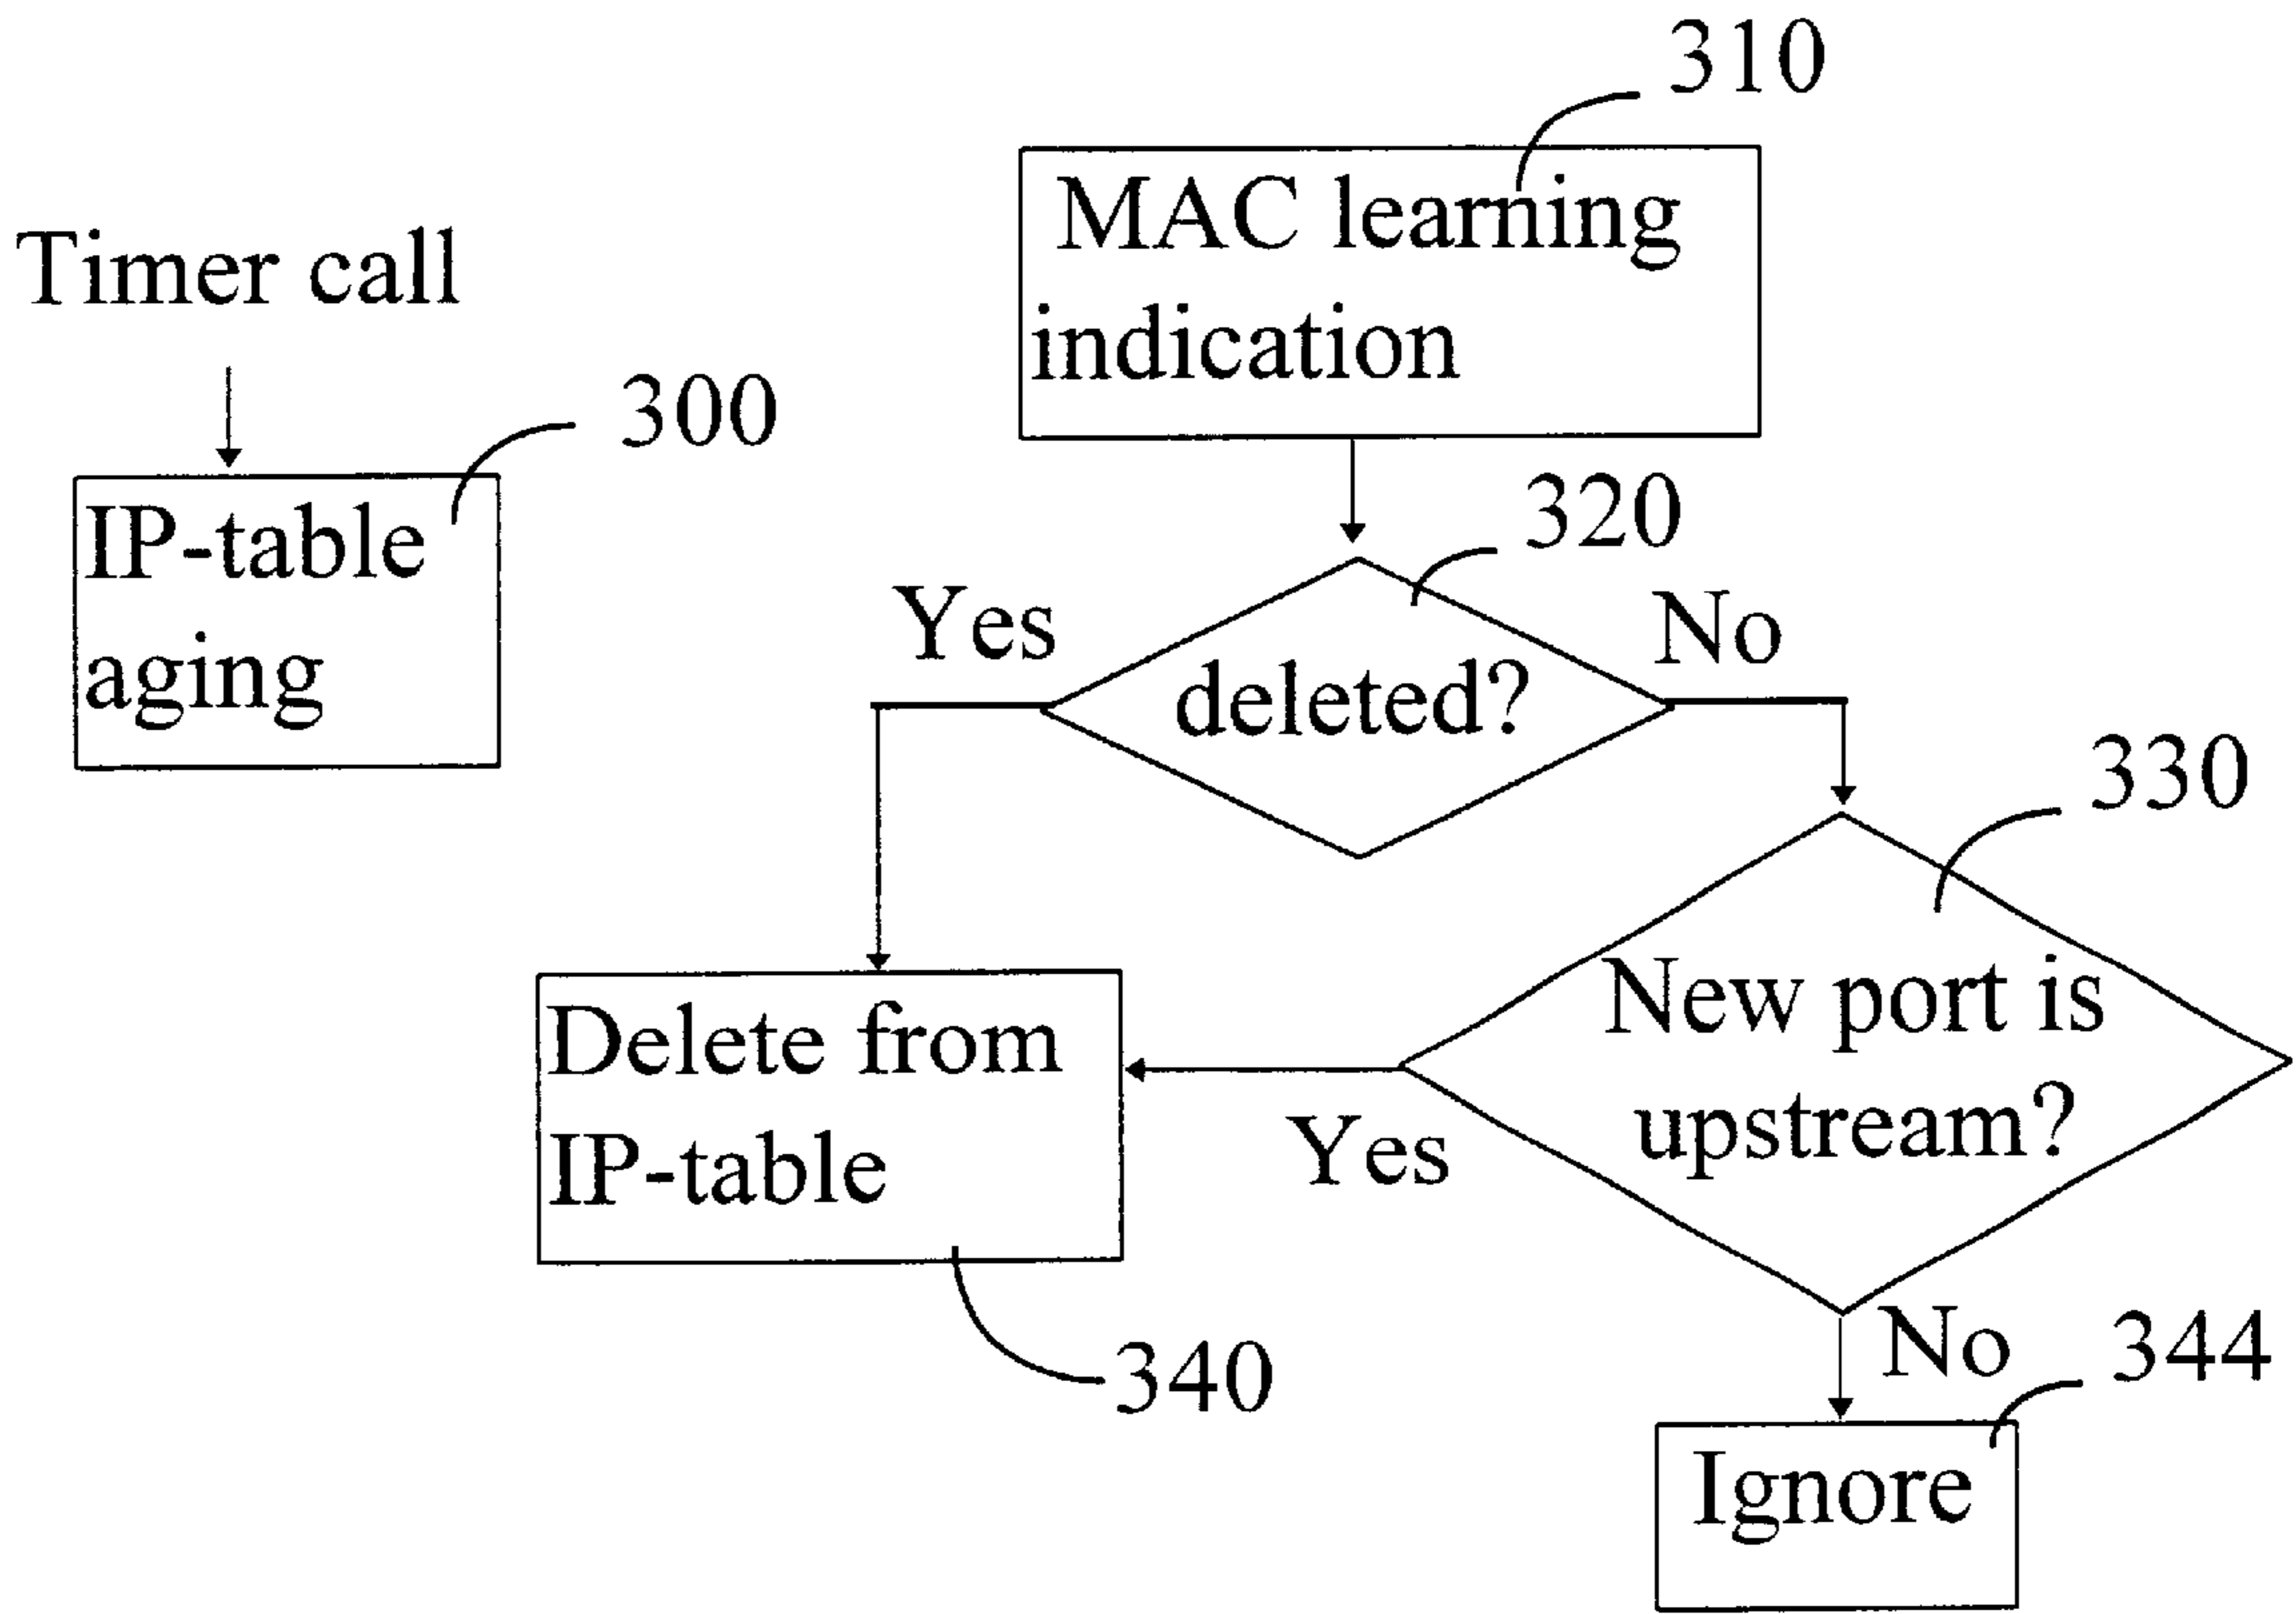 310
MAC learning
indication
Timer call
300
IP-table
aging
320
Yes
No
deleted?
330
New port is
upstream?
Delete from
IP-table
Yes
340
No
344
Ignore